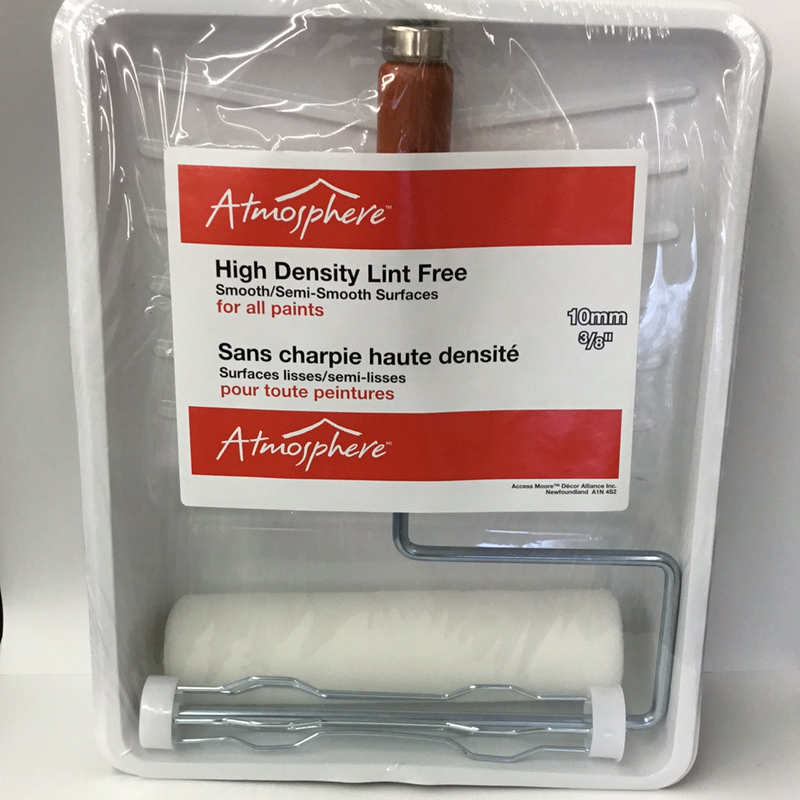 Atmosphere™
High Density Lint Free
Smooth/Semi-Smooth Surfaces
for all paints
10mm
3/8"
Sans charpie haute densité
Surfaces lisses/semi-lisses
pour toute peintures
Atmosphere
Access Moore™ Décor Alliance Inc.
Newfoundland A1N 4S2